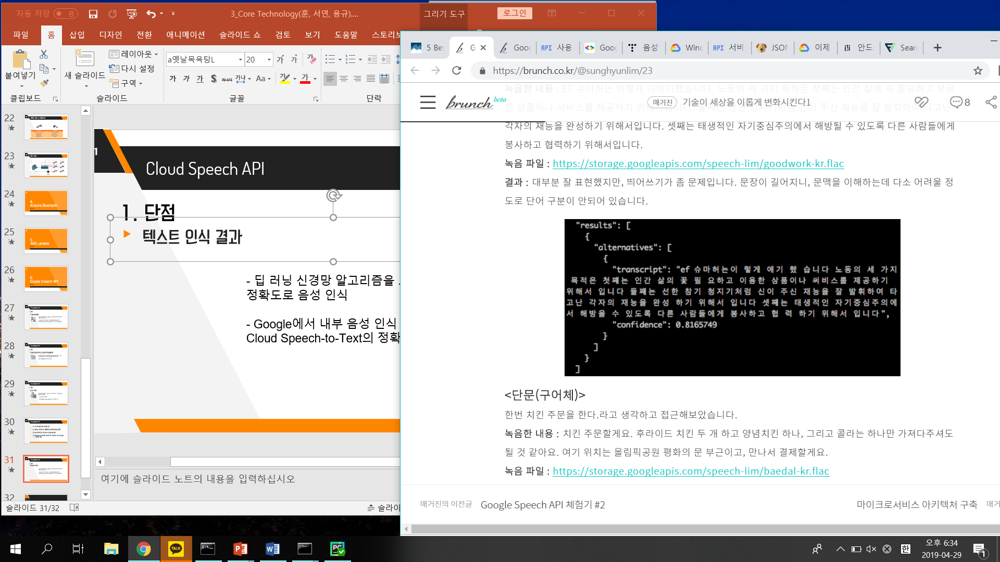 자동 저장
끔
3_Core Technology(훈, 서연, 용규)....
그리기 도구
로그인
파일
홈
삽입
디자인
전환
애니메이션
슬라이드 쇼
검토
보기
도움말
스토리보
붙여넣기
새 슬라이드
레이아웃
다시 설정
구역
a옛날목욕탕L
20
가 가 가 S 가나다 간나 Aa 가
클립보드
슬라이드
글꼴
단락
22
23
24
4.
Arduino Bluetooth
25
5.
AWS Lambda
26
6.
Google Speech API
27
28
29
30
31
32
1
Cloud Speech API
1. 단점
텍스트 인식 결과
- 딥 러닝 신경망 알고리즘을
정확도로 음성 인식
- Google에서 내부 음성 인식
Cloud Speech-to-Text의 정확
여기에 슬라이드 노트의 내용을 입력하십시오
슬라이드 31/32
슬라이
5 Bes
G
Goog
API 사용
Goog
음성
Winc
API 서비
JSON
이제
안드
Sear
https://brunch.co.kr/@sunghyunlim/23
brunch beta
매거진
기술이 세상을 이롭게 변화시킨다1
8
녹음한 내용 : EF 슈마허는 이렇게 이야기했습니다. 노동의 세 가지 목적은 첫째는 인간 삶에 꼭 필요하고 유용
한 상품이나 서비스를 제공하기 위해서입니다. 둘째는 선한 청지기처럼 신이 주신 재능을 잘 발휘하여 타고난
각자의 재능을 완성하기 위해서입니다. 셋째는 태생적인 자기중심주의에서 해방될 수 있도록 다른 사람들에게
봉사하고 협력하기 위해서입니다.
녹음 파일 : https://storage.googleapis.com/speech-lim/goodwork-kr.flac
결과 : 대부분 잘 표현했지만, 띄어쓰기가 좀 문제입니다. 문장이 길어지니, 문맥을 이해하는데 다소 어려울 정
도로 단어 구분이 안되어 있습니다.
"results": [
{
"alternatives": [
{
"transcript": "ef 슈마허는이 렇게 얘기 했 습니다 노동의 세 가지
목적은 첫째는 인간 삶의 꽃 필 요하고 이용한 상품이나 써비스를 제공하기
위해서 입니다 둘째는 선한 참기 청지기처럼 신이 주신 재능을 잘 발휘하여 타
고난 각자의 재능을 완성 하기 위해서 입니다 셋째는 태생적인 자기중심주의에
서 해방을 수 있도록 다른 사람들에게 봉사하고 협 력 하기 위해서 입니다",
"confidence": 0.8165749
}
]
}
]
<단문(구어체)>
한번 치킨 주문을 한다.라고 생각하고 접근해보았습니다.
녹음한 내용 : 치킨 주문할게요. 후라이드 치킨 두 개 하고 양념치킨 하나, 그리고 콜라는 하나만 가져다주셔도
될 것 같아요. 여기 위치는 올림픽공원 평화의 문 부근이고, 만나서 결제할게요.
녹음 파일 : https://storage.googleapis.com/speech-lim/baedal-kr.flac
매거진의 이전글
Google Speech API 체험기 #2
마이크로서비스 아키텍처 구축
매거
TALK
한
오후 6:34
2019-04-29
1